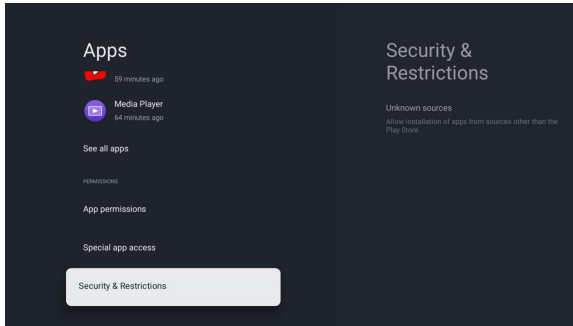 Apps
59 minutes ago
Media Player
64 minutes ago
See all apps
PERMISSIONS
App permissions
Special app access
Security & Restrictions
Security &
Restrictions
Unknown sources
Allow installation of apps from sources other than the
Play Store